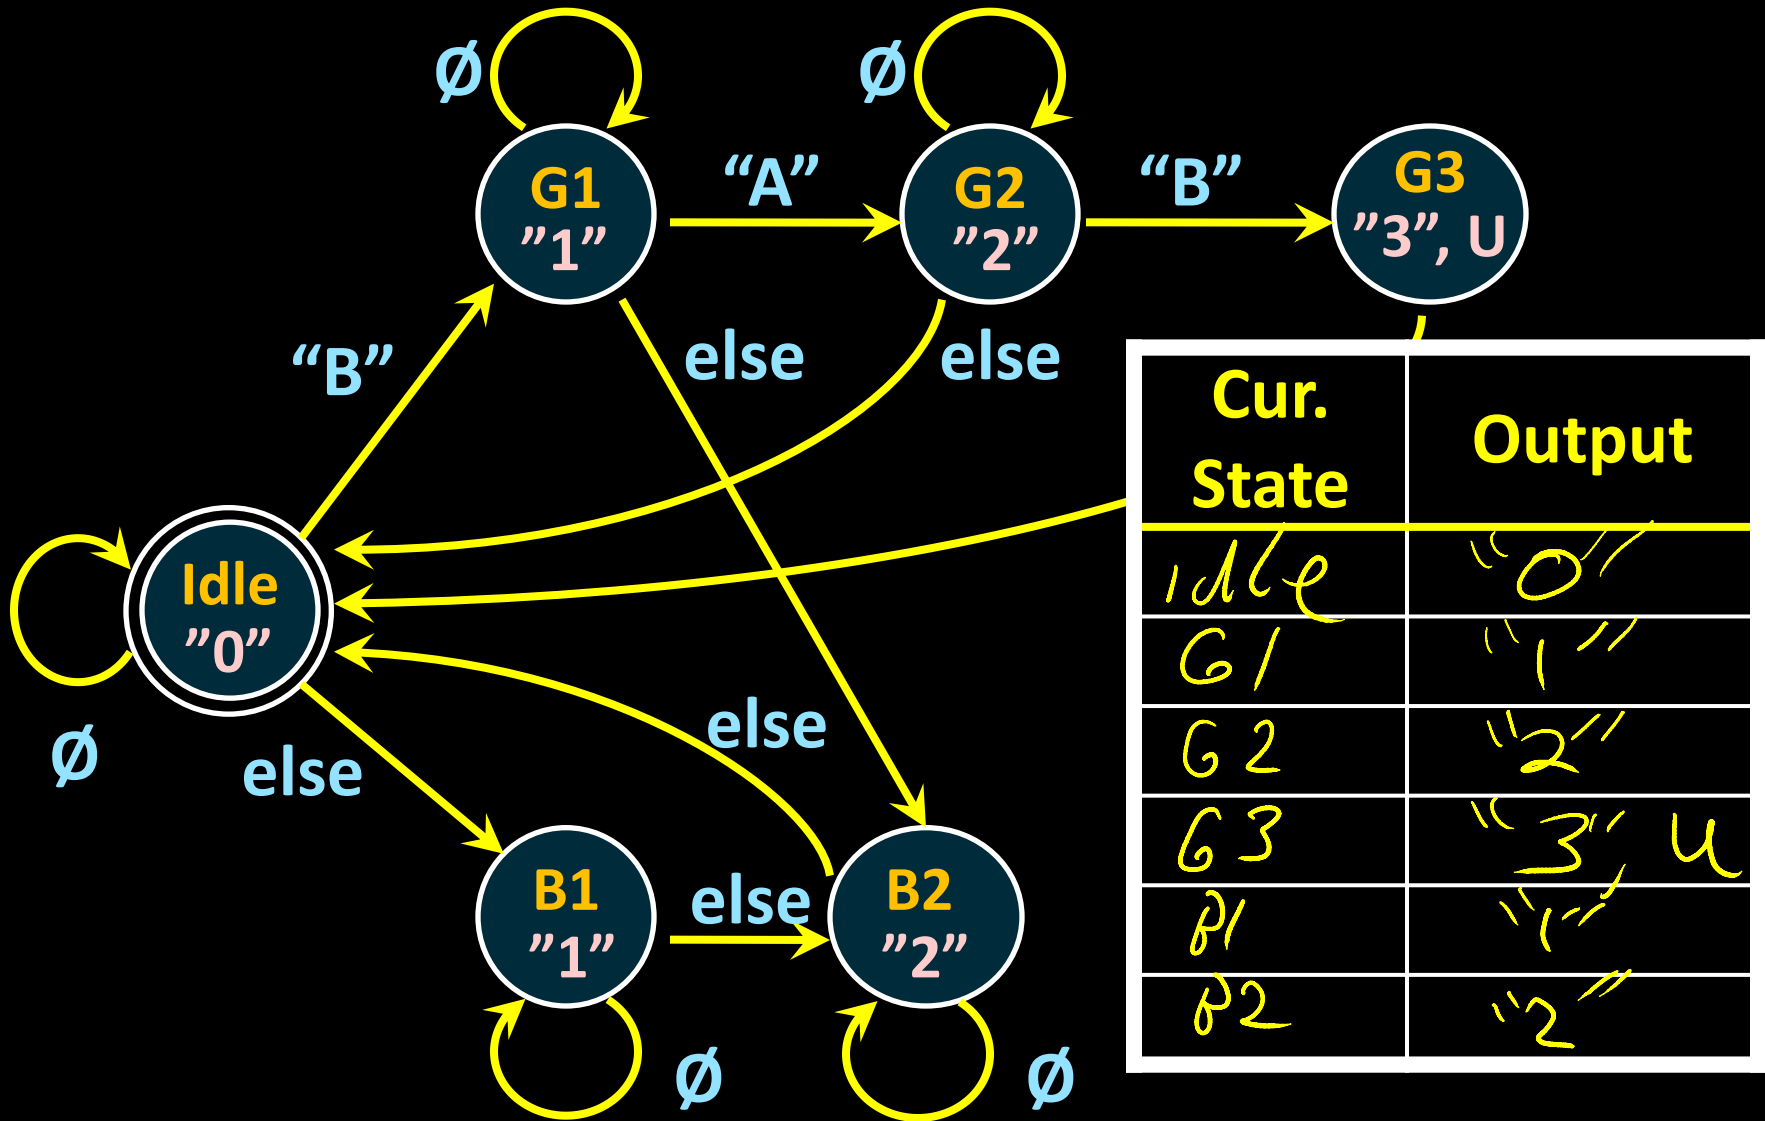 Ø
Ø
G1
”1”
“A”
G2
”2”
“B”
G3
”3”, U
“B”
else
else
Idle
”0”
Ø
else
else
B1
”1”
else
B2
”2”
Ø
Ø
Cur. State
Output
idle
“0”
G1
“1”
G2
“2”
G3
“3”, U
B1
“1”
B2
“2”